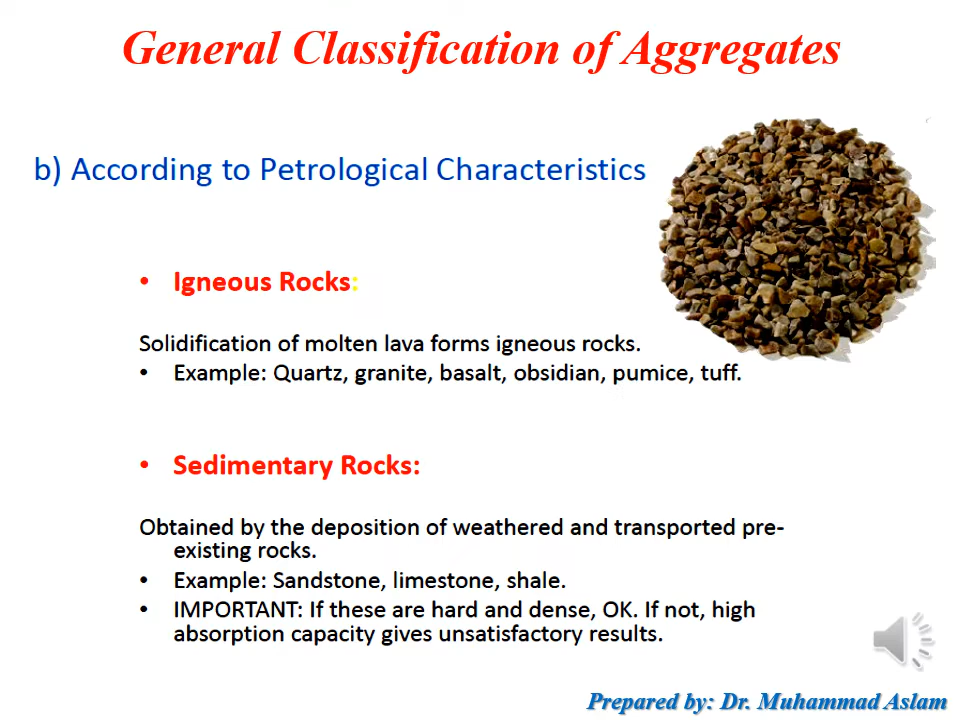 General Classification of Aggregates
b) According to Petrological Characteristics
• Igneous Rocks:
Solidification of molten lava forms igneous rocks.
• Example: Quartz, granite, basalt, obsidian, pumice, tuff.
• Sedimentary Rocks:
Obtained by the deposition of weathered and transported pre-
existing rocks.
• Example: Sandstone, limestone, shale.
• IMPORTANT: If these are hard and dense, OK. If not, high
absorption capacity gives unsatisfactory results.
Prepared by: Dr. Muhammad Aslam